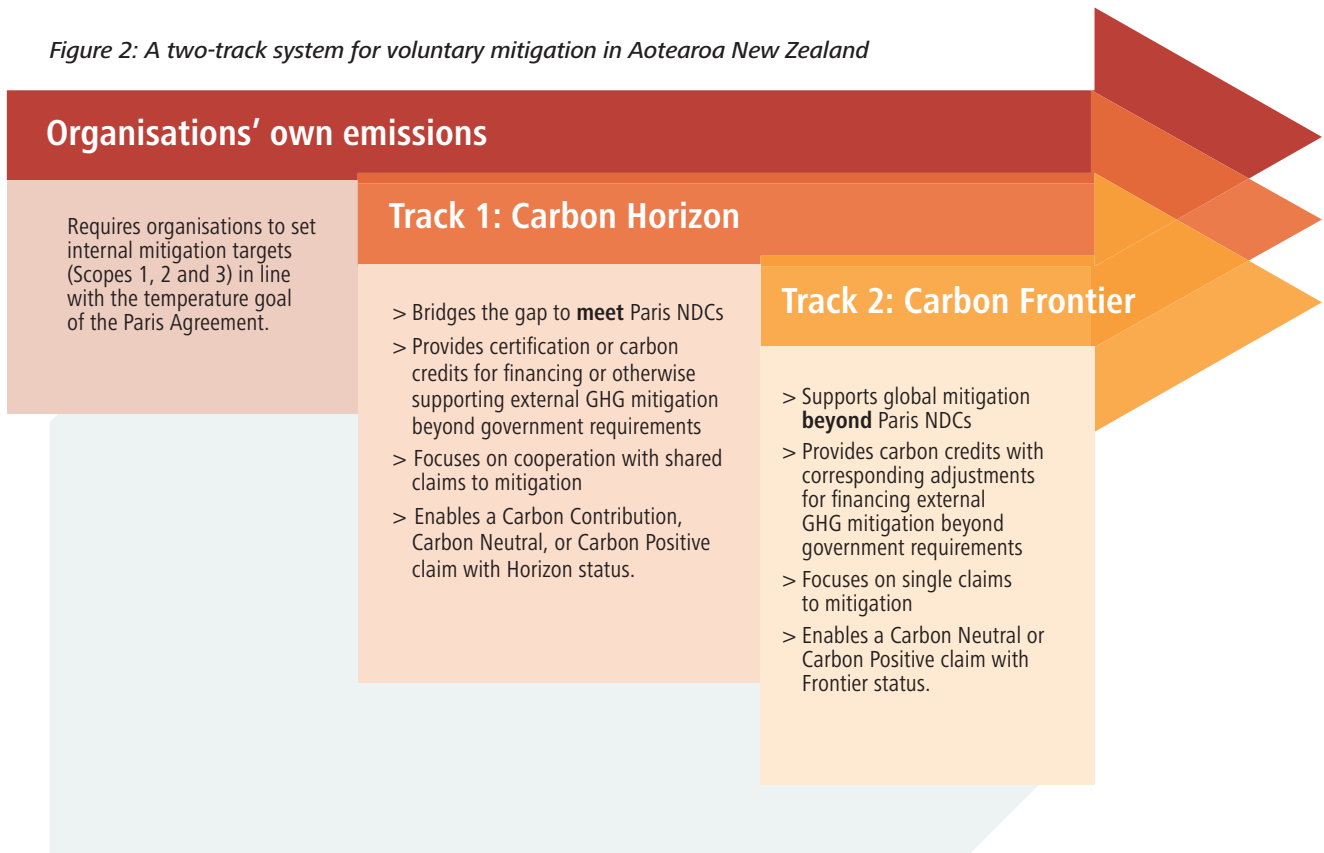 Figure 2: A two-track system for voluntary mitigation in Aotearoa New Zealand
Organisations' own emissions
Requires organisations to set
internal mitigation targets
(Scopes 1, 2 and 3) in line
with the temperature goal
of the Paris Agreement.
Track 1: Carbon Horizon
> Bridges the gap to meet Paris NDCs
> Provides certification or carbon
credits for financing or otherwise
supporting external GHG mitigation
beyond government requirements
> Focuses on cooperation with shared
claims to mitigation
> Enables a Carbon Contribution,
Carbon Neutral, or Carbon Positive
claim with Horizon status.
Track 2: Carbon Frontier
> Supports global mitigation
beyond Paris NDCs
> Provides carbon credits with
corresponding adjustments
for financing external
GHG mitigation beyond
government requirements
> Focuses on single claims
to mitigation
> Enables a Carbon Neutral or
Carbon Positive claim with
Frontier status.